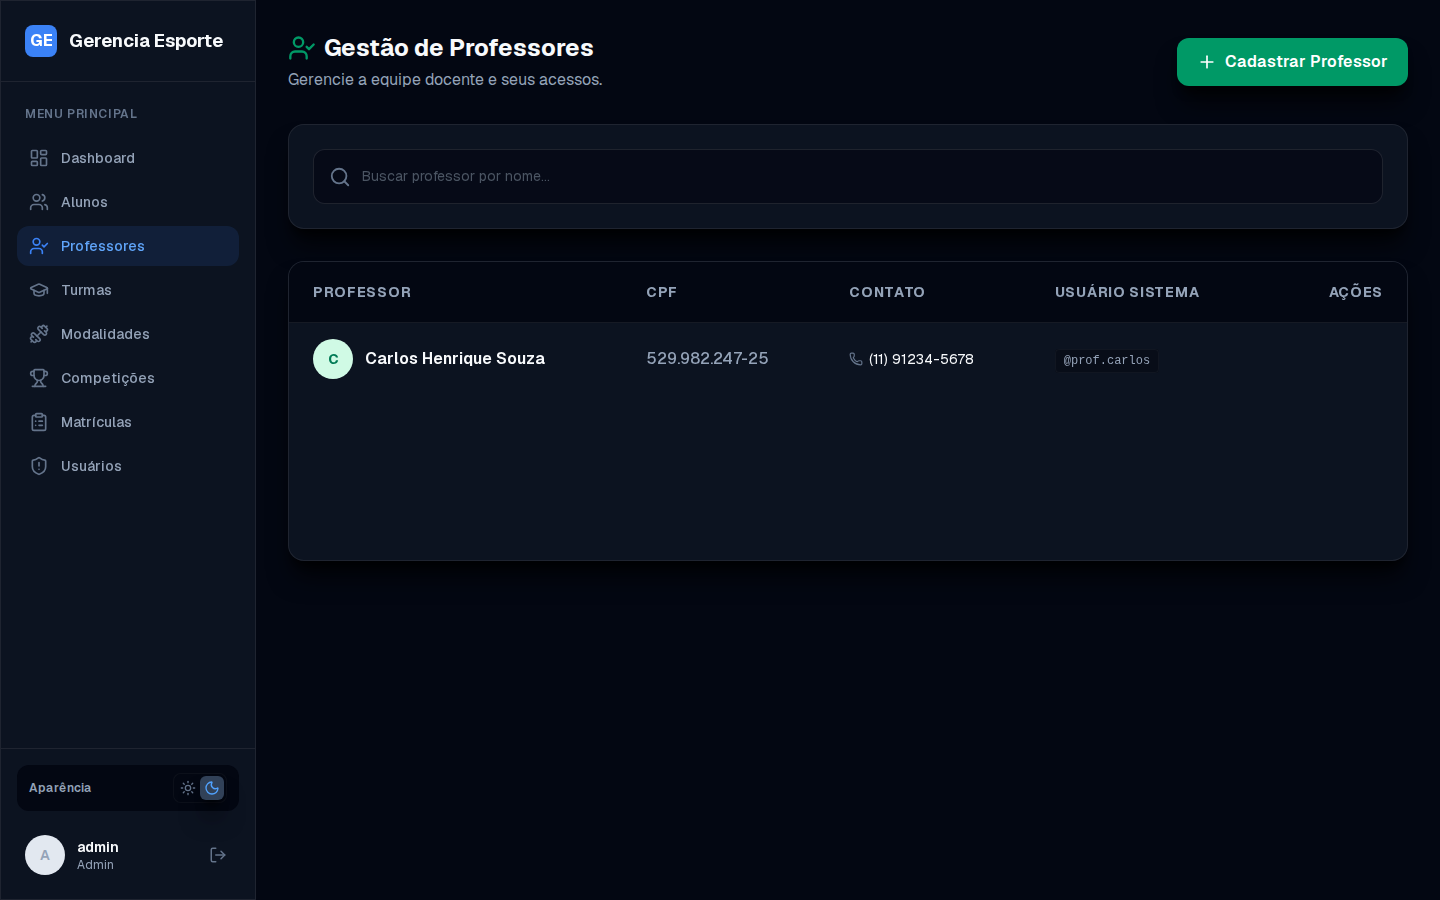 GE Gerencia Esporte
MENU PRINCIPAL
Dashboard
Alunos
Professores
Turmas
Modalidades
Competições
Matrículas
Usuários
Aparência
A
admin
Admin
Gestão de Professores
Gerencie a equipe docente e seus acessos.
Cadastrar Professor
Buscar professor por nome...
PROFESSOR CPF CONTATO USUÁRIO SISTEMA AÇÕES
C Carlos Henrique Souza 529.982.247-25 (11) 91234-5678 @prof.carlos